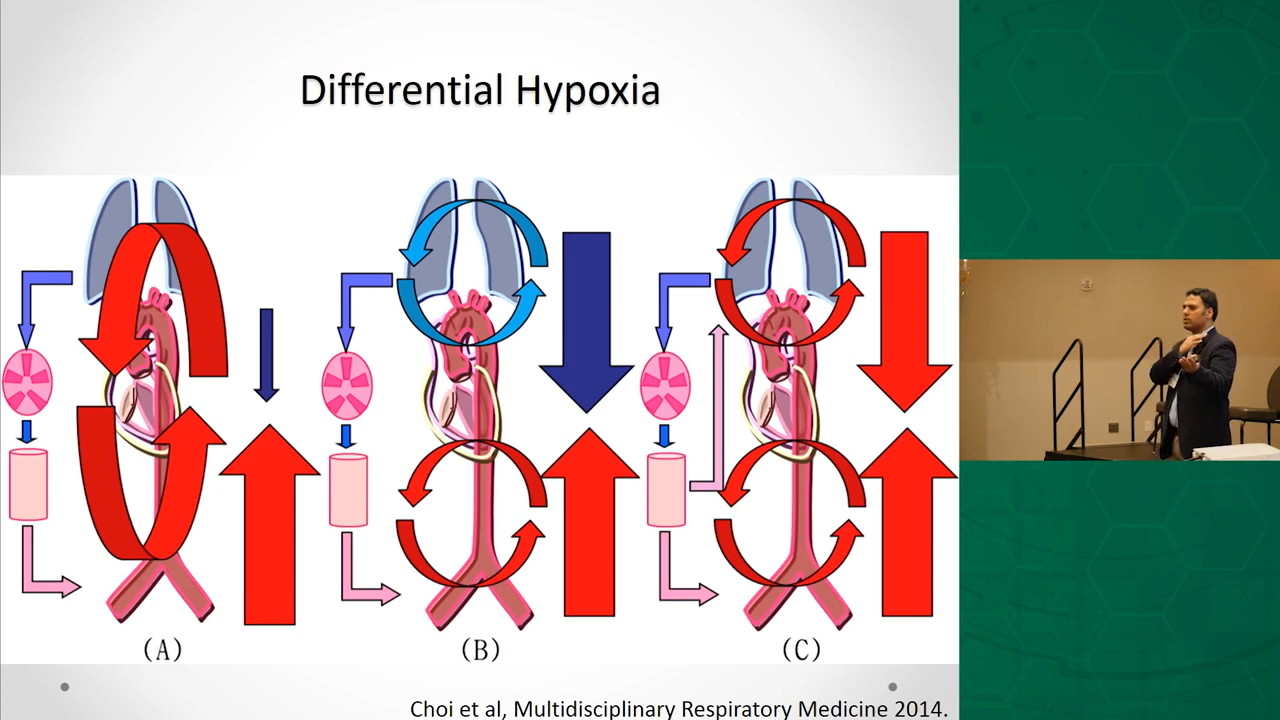 Differential Hypoxia
(A)
(B)
(C)
Choi et al, Multidisciplinary Respiratory Medicine 2014.